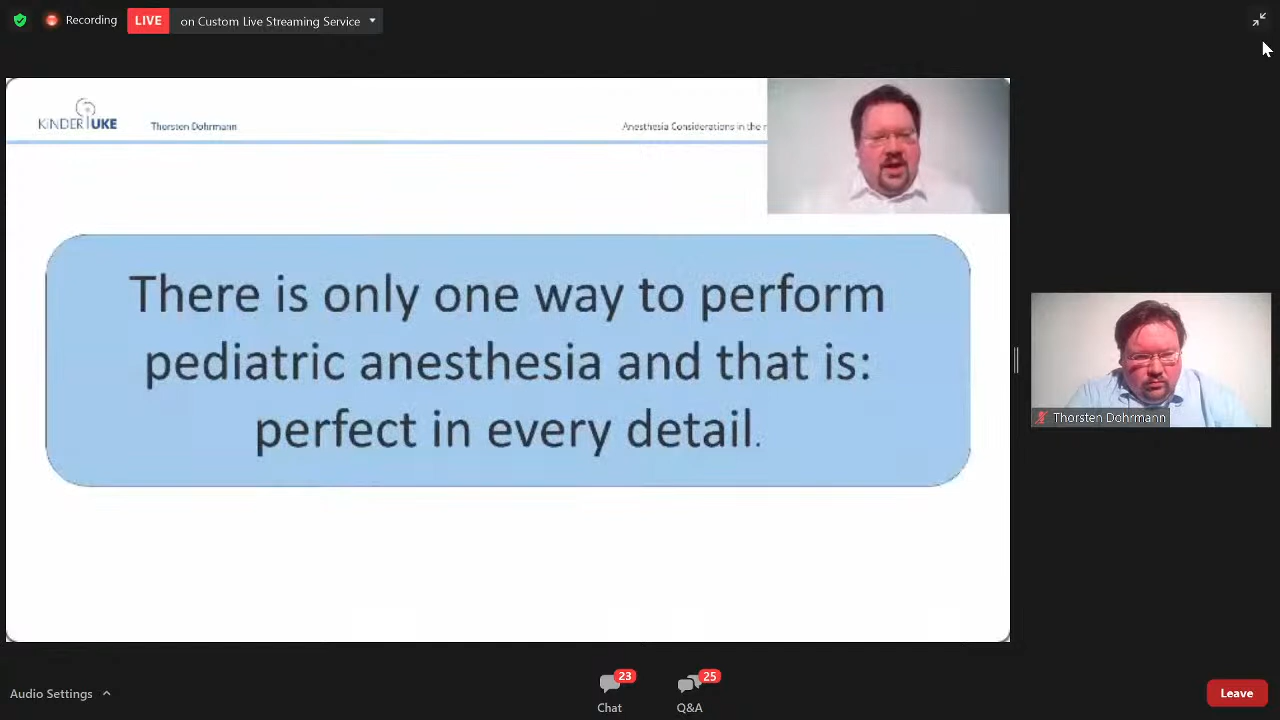 Recording
LIVE
on Custom Live Streaming Service
KINDER UKE
Thorsten Dohrmann
Anesthesia Considerations in the
There is only one way to perform
pediatric anesthesia and that is:
perfect in every detail.
Thorsten Dohrmann
Audio Settings
23
Chat
25
Q&A
Leave